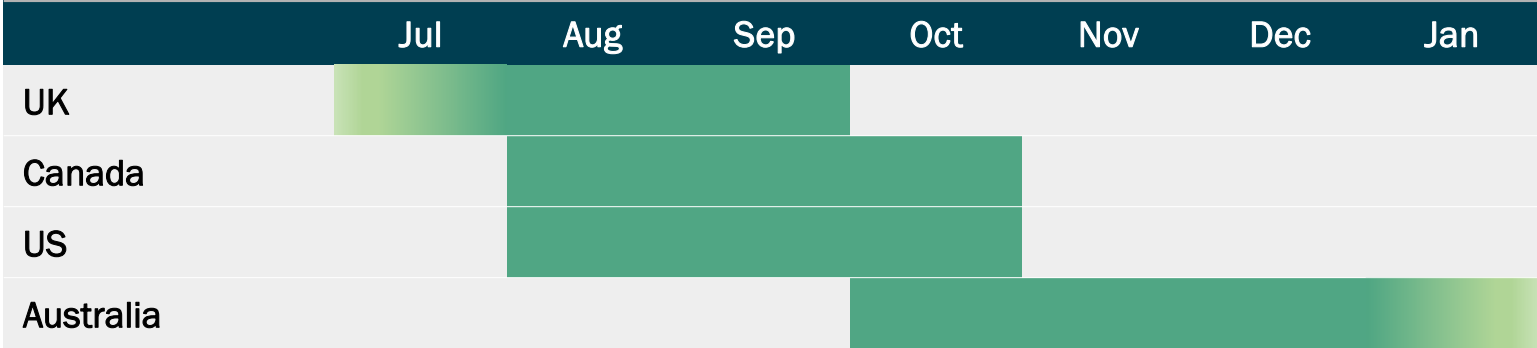 Jul Aug Sep Oct Nov Dec Jan
UK
Canada
US
Australia